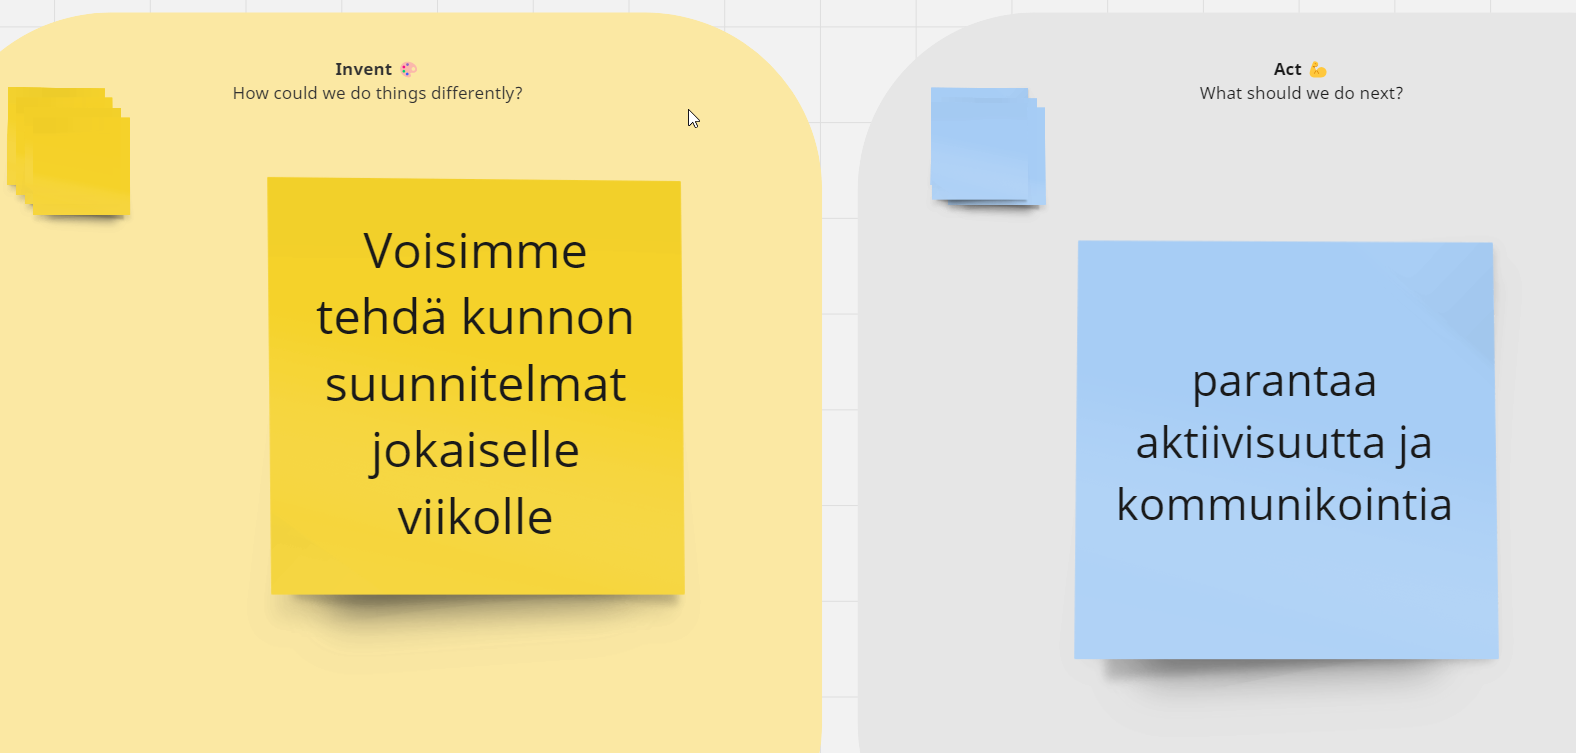 Invent 🎨
How could we do things differently?
Voisimme
tehdä kunnon
suunnitelmat
jokaiselle
viikolle
Act 💪
What should we do next?
parantaa
aktiivisuutta ja
kommunikointia